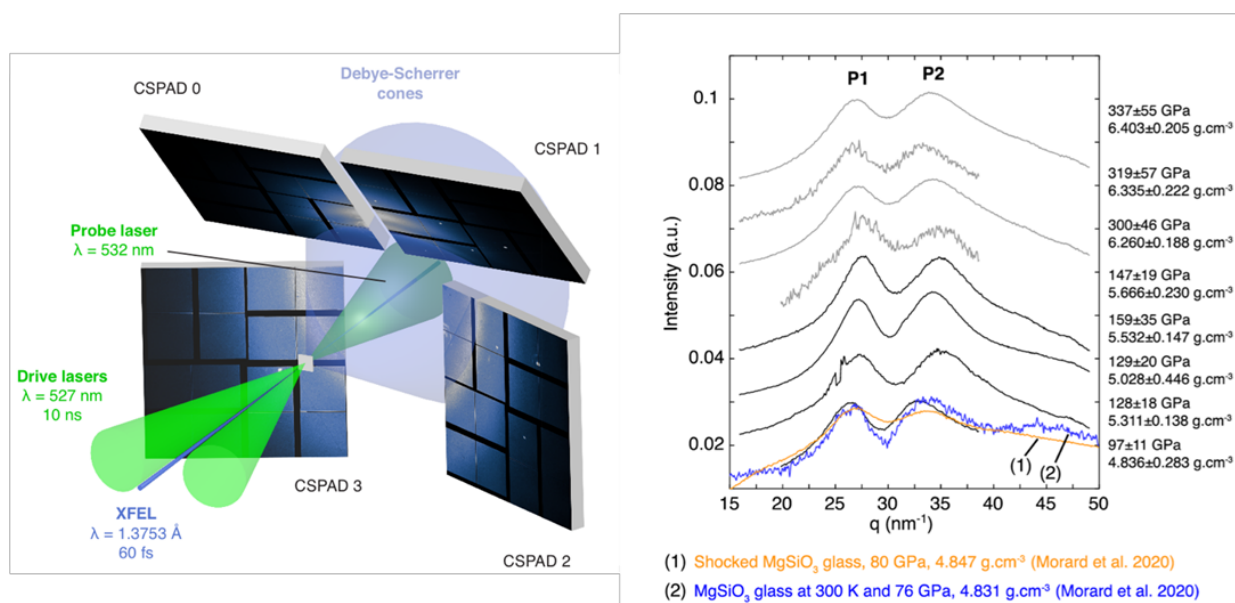 CSPAD 0
Debye-Scherrer
cones
CSPAD 1
Probe laser
λ = 532 nm
Drive lasers
λ = 527 nm
10 ns
CSPAD 3
XFEL
λ = 1.3753 Å
60 fs
CSPAD 2
P1
P2
Intensity (a.u.)
0.1
0.08
0.06
0.04
0.02
337±55 GPa
6.403±0.205 g.cm⁻³
319±57 GPa
6.335±0.222 g.cm⁻³
300±46 GPa
6.260±0.188 g.cm⁻³
147±19 GPa
5.666±0.230 g.cm⁻³
159±35 GPa
5.532±0.147 g.cm⁻³
129±20 GPa
5.028±0.446 g.cm⁻³
128±18 GPa
5.311±0.138 g.cm⁻³
97±11 GPa
4.836±0.283 g.cm⁻³
(1)
(2)
15 20 25 30 35 40 45 50
q (nm⁻¹)
(1) Shocked MgSiO₃ glass, 80 GPa, 4.847 g.cm⁻³ (Morard et al. 2020)
(2) MgSiO₃ glass at 300 K and 76 GPa, 4.831 g.cm⁻³ (Morard et al. 2020)